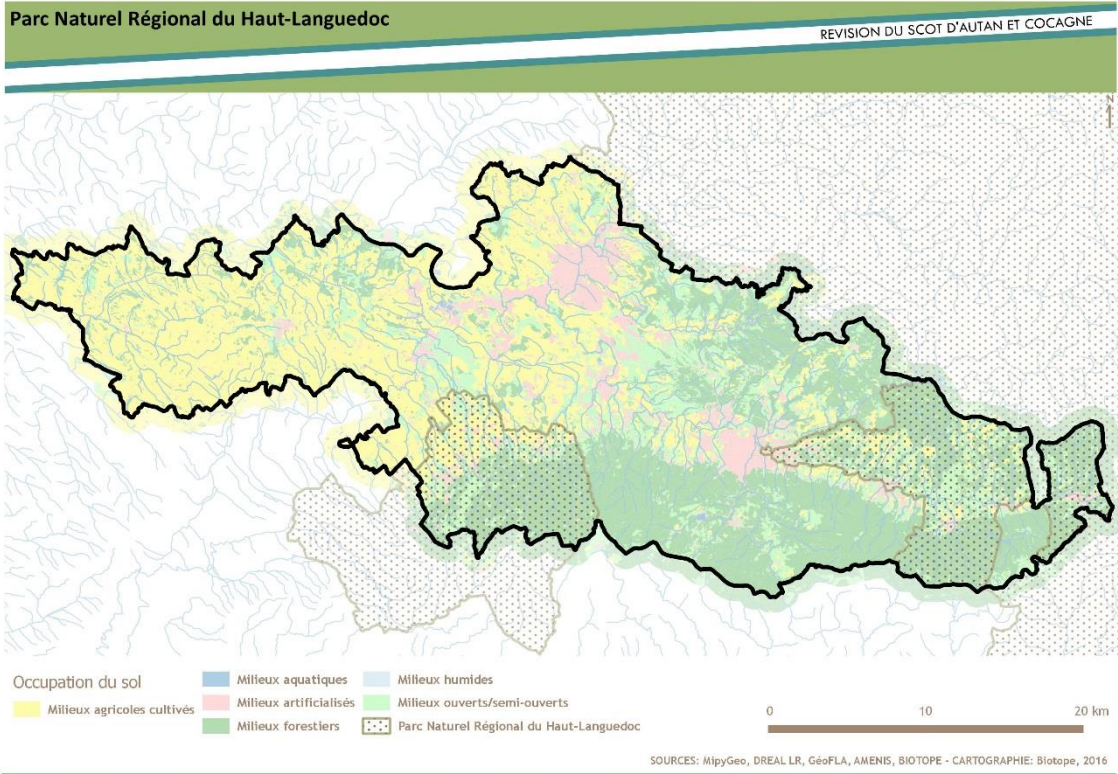 Parc Naturel Régional du Haut-Languedoc
REVISION DU SCOT D'AUTAN ET COCAGNE
N
Occupation du sol
Milieux agricoles cultivés
Milieux aquatiques
Milieux artificialisés
Milieux forestiers
Milieux humides
Milieux ouverts/semi-ouverts
Parc Naturel Régional du Haut-Languedoc
0 10 20 km
SOURCES: MipyGeo, DREAL LR, GéoFLA, AMENIS, BIOTOPE - CARTOGRAPHIE: Biotope, 2016